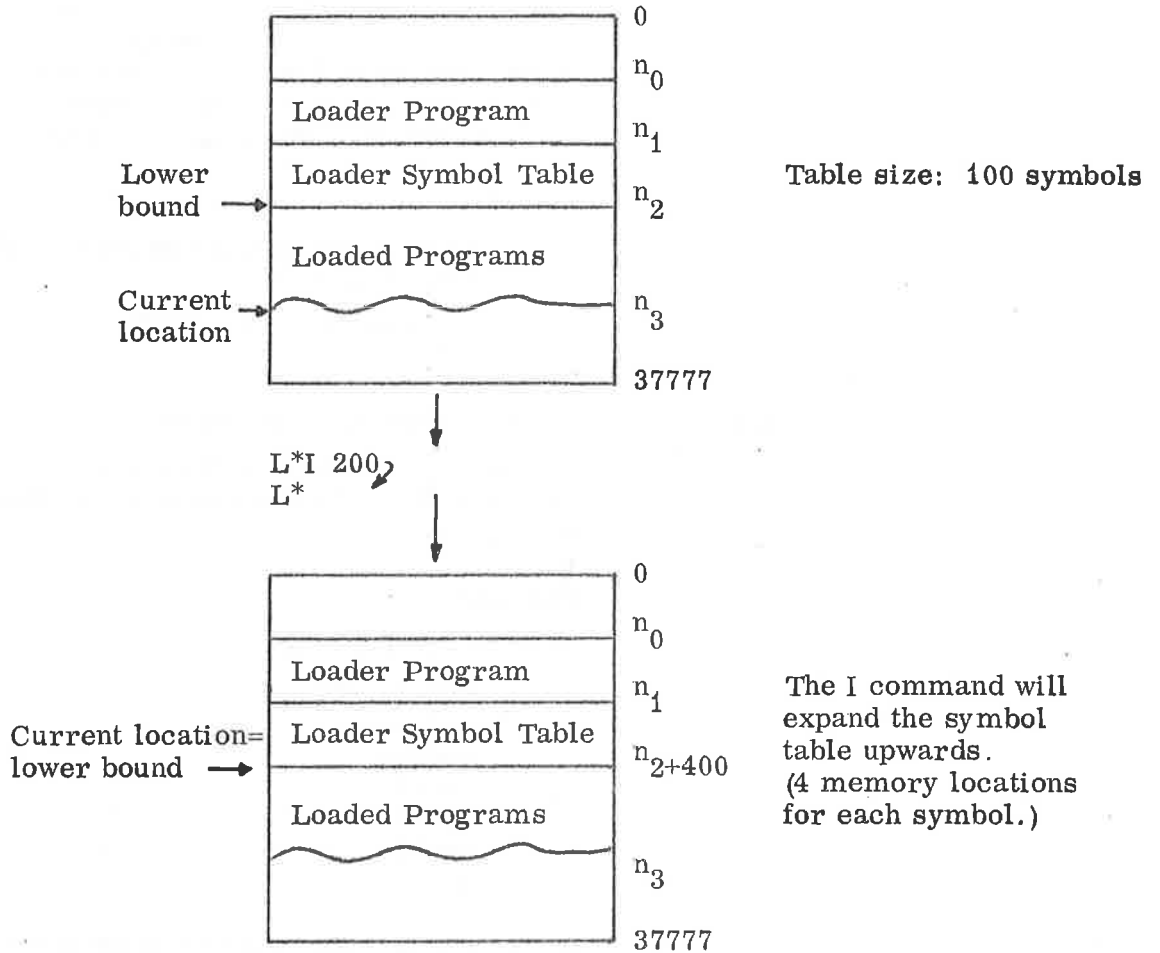 0
n0
Loader Program
n1
Lower bound
Loader Symbol Table
Table size: 100 symbols
n2
Loaded Programs
Current location
n3
37777
L*I 200
L*
0
n0
Loader Program
n1
Current location=
lower bound
Loader Symbol Table
n2+400
The I command will
expand the symbol
table upwards.
(4 memory locations
for each symbol.)
Loaded Programs
n3
37777